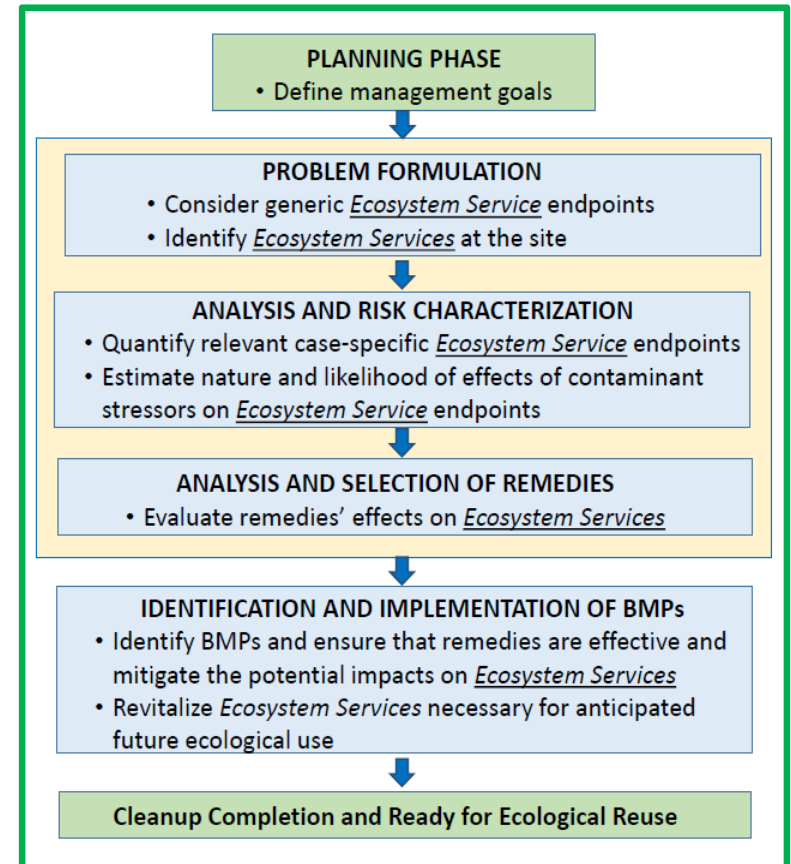 PLANNING PHASE
• Define management goals
PROBLEM FORMULATION
• Consider generic Ecosystem Service endpoints
• Identify Ecosystem Services at the site
ANALYSIS AND RISK CHARACTERIZATION
• Quantify relevant case-specific Ecosystem Service endpoints
• Estimate nature and likelihood of effects of contaminant
stressors on Ecosystem Service endpoints
ANALYSIS AND SELECTION OF REMEDIES
• Evaluate remedies’ effects on Ecosystem Services
IDENTIFICATION AND IMPLEMENTATION OF BMPs
• Identify BMPs and ensure that remedies are effective and
mitigate the potential impacts on Ecosystem Services
• Revitalize Ecosystem Services necessary for anticipated
future ecological use
Cleanup Completion and Ready for Ecological Reuse